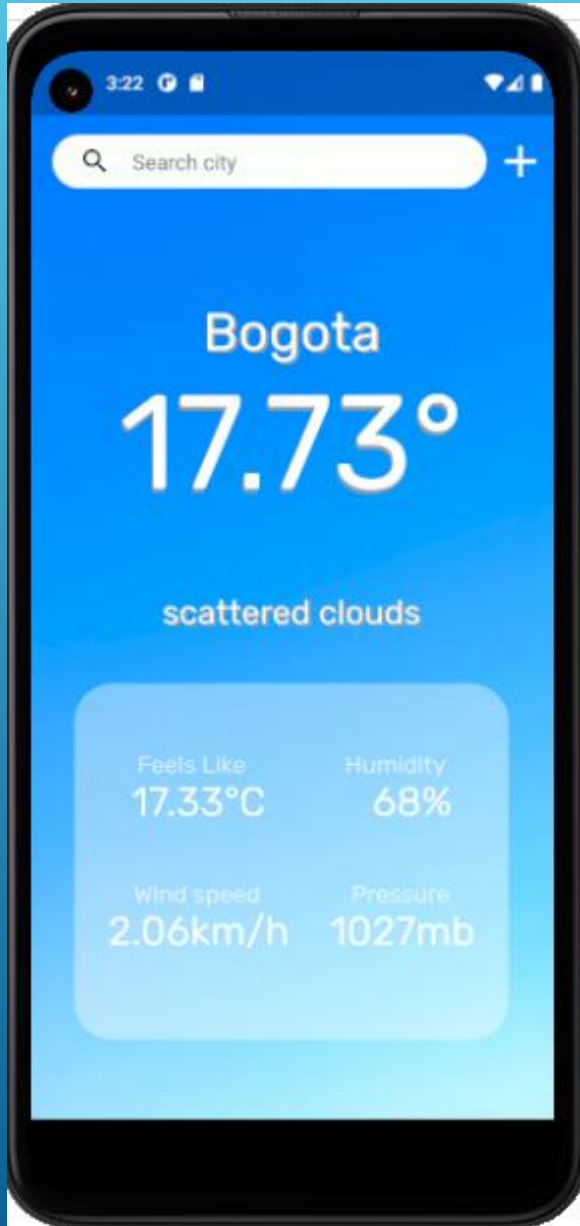 3:22
Search city
Bogota
17.73°
scattered clouds
Feels Like Humidity
17.33°C 68%
Wind speed Pressure
2.06km/h 1027mb